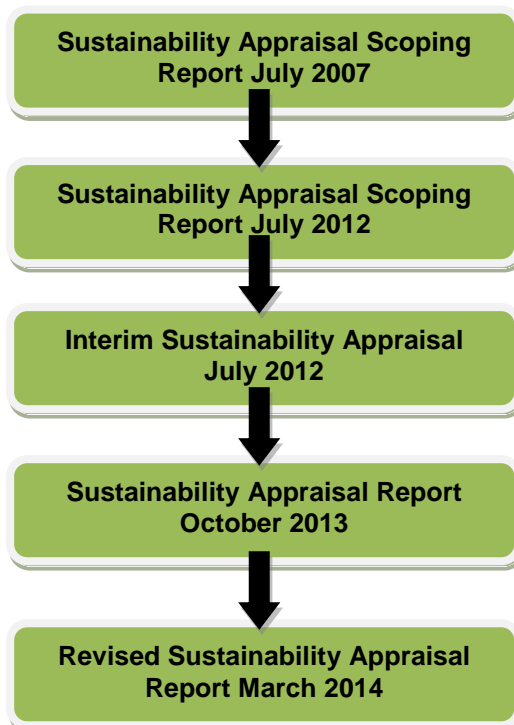 Sustainability Appraisal Scoping
Report July 2007
Sustainability Appraisal Scoping
Report July 2012
Interim Sustainability Appraisal
July 2012
Sustainability Appraisal Report
October 2013
Revised Sustainability Appraisal
Report March 2014